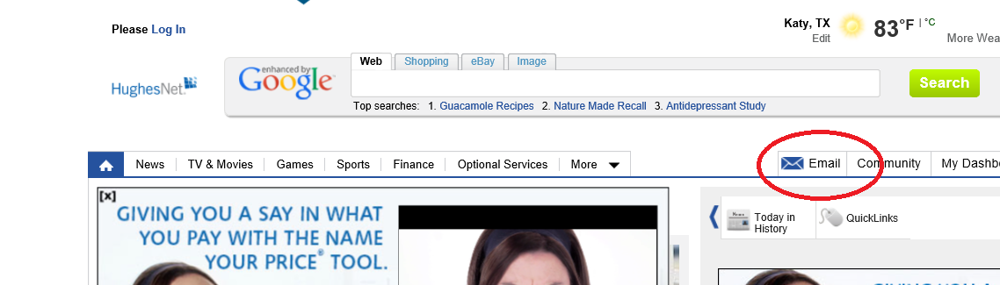 Please Log In
Katy, TX
Edit
83°F | °C
More Wea
HughesNet.
enhanced by
Google
Web Shopping eBay Image
Search
Top searches: 1. Guacamole Recipes 2. Nature Made Recall 3. Antidepressant Study
News TV & Movies Games Sports Finance Optional Services More Email Community My Dashb
[x]
GIVING YOU A SAY IN WHAT
YOU PAY WITH THE NAME
YOUR PRICE® TOOL.
News
Today in
History
QuickLinks